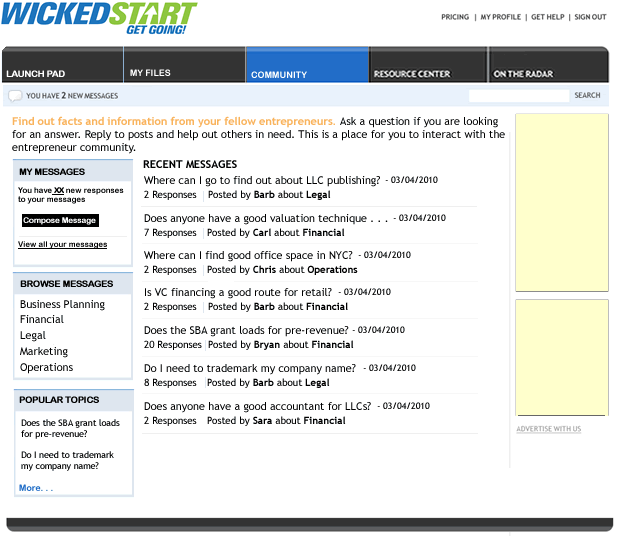 WICKEDSTART
GET GOING!
PRICING | MY PROFILE | GET HELP | SIGN OUT
LAUNCH PAD
MY FILES
COMMUNITY
RESOURCE CENTER
ON THE RADAR
YOU HAVE 2 NEW MESSAGES
SEARCH
Find out facts and information from your fellow entrepreneurs. Ask a question if you are looking
for an answer. Reply to posts and help out others in need. This is a place for you to interact with the
entrepreneur community.
MY MESSAGES
You have XX new responses
to your messages
Compose Message
View all your messages
BROWSE MESSAGES
Business Planning
Financial
Legal
Marketing
Operations
POPULAR TOPICS
Does the SBA grant loads
for pre-revenue?
Do I need to trademark
my company name?
More. . .
RECENT MESSAGES
Where can I go to find out about LLC publishing? - 03/04/2010
2 Responses | Posted by Barb about Legal
Does anyone have a good valuation technique . . . - 03/04/2010
7 Responses | Posted by Carl about Financial
Where can I find good office space in NYC? - 03/04/2010
2 Responses | Posted by Chris about Operations
Is VC financing a good route for retail? - 03/04/2010
2 Responses | Posted by Barb about Financial
Does the SBA grant loads for pre-revenue? - 03/04/2010
20 Responses | Posted by Bryan about Financial
Do I need to trademark my company name? - 03/04/2010
8 Responses | Posted by Barb about Legal
Does anyone have a good accountant for LLCs? - 03/04/2010
2 Responses | Posted by Sara about Financial
ADVERTISE WITH US